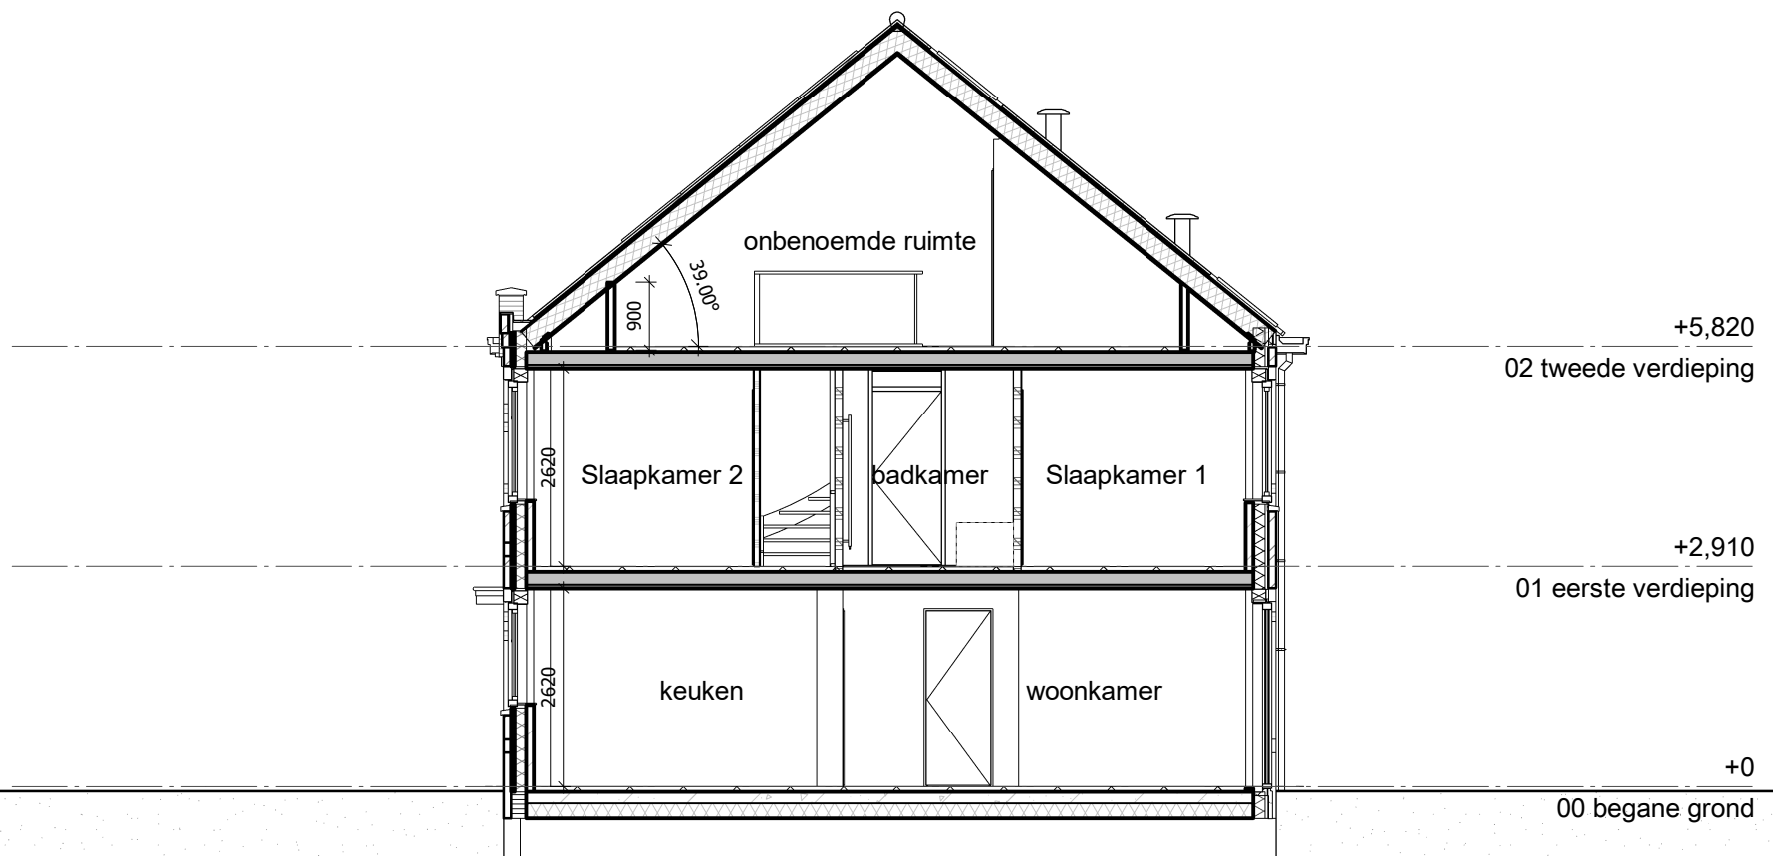 onbenoemde ruimte
39.00°
900
+5,820
02 tweede verdieping
2620
Slaapkamer 2
badkamer
Slaapkamer 1
+2,910
01 eerste verdieping
2620
keuken
woonkamer
+0
00 begane grond